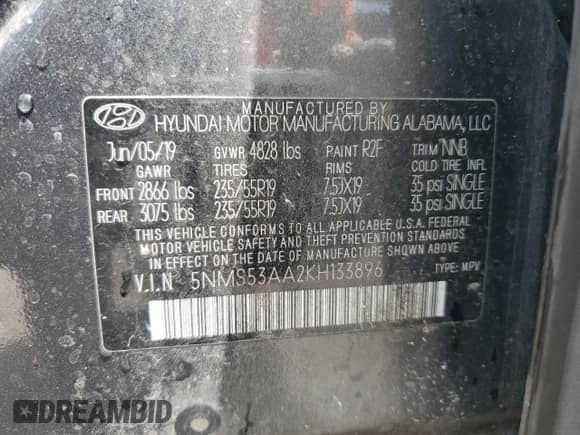 MANUFACTURED BY
HYUNDAI MOTOR MANUFACTURING ALABAMA, LLC
Jun/05/19 GVWR 4828 lbs PAINT R2F TRIM NNB
GAWR TIRES RIMS COLD TIRE INFL
FRONT 2866 lbs 235/55R19 7.5JX19 35 psi SINGLE
REAR 3075 lbs 235/55R19 7.5JX19 35 psi SINGLE
THIS VEHICLE CONFORMS TO ALL APPLICABLE U.S.A. FEDERAL
MOTOR VEHICLE SAFETY BUMPER, AND THEFT PREVENTION STANDARDS
IN EFFECT ON THE DATE OF MANUFACTURE SHOWN ABOVE.
V.I.N 5NMS53AA2KH133896 TYPE: MPV
DREAMBID